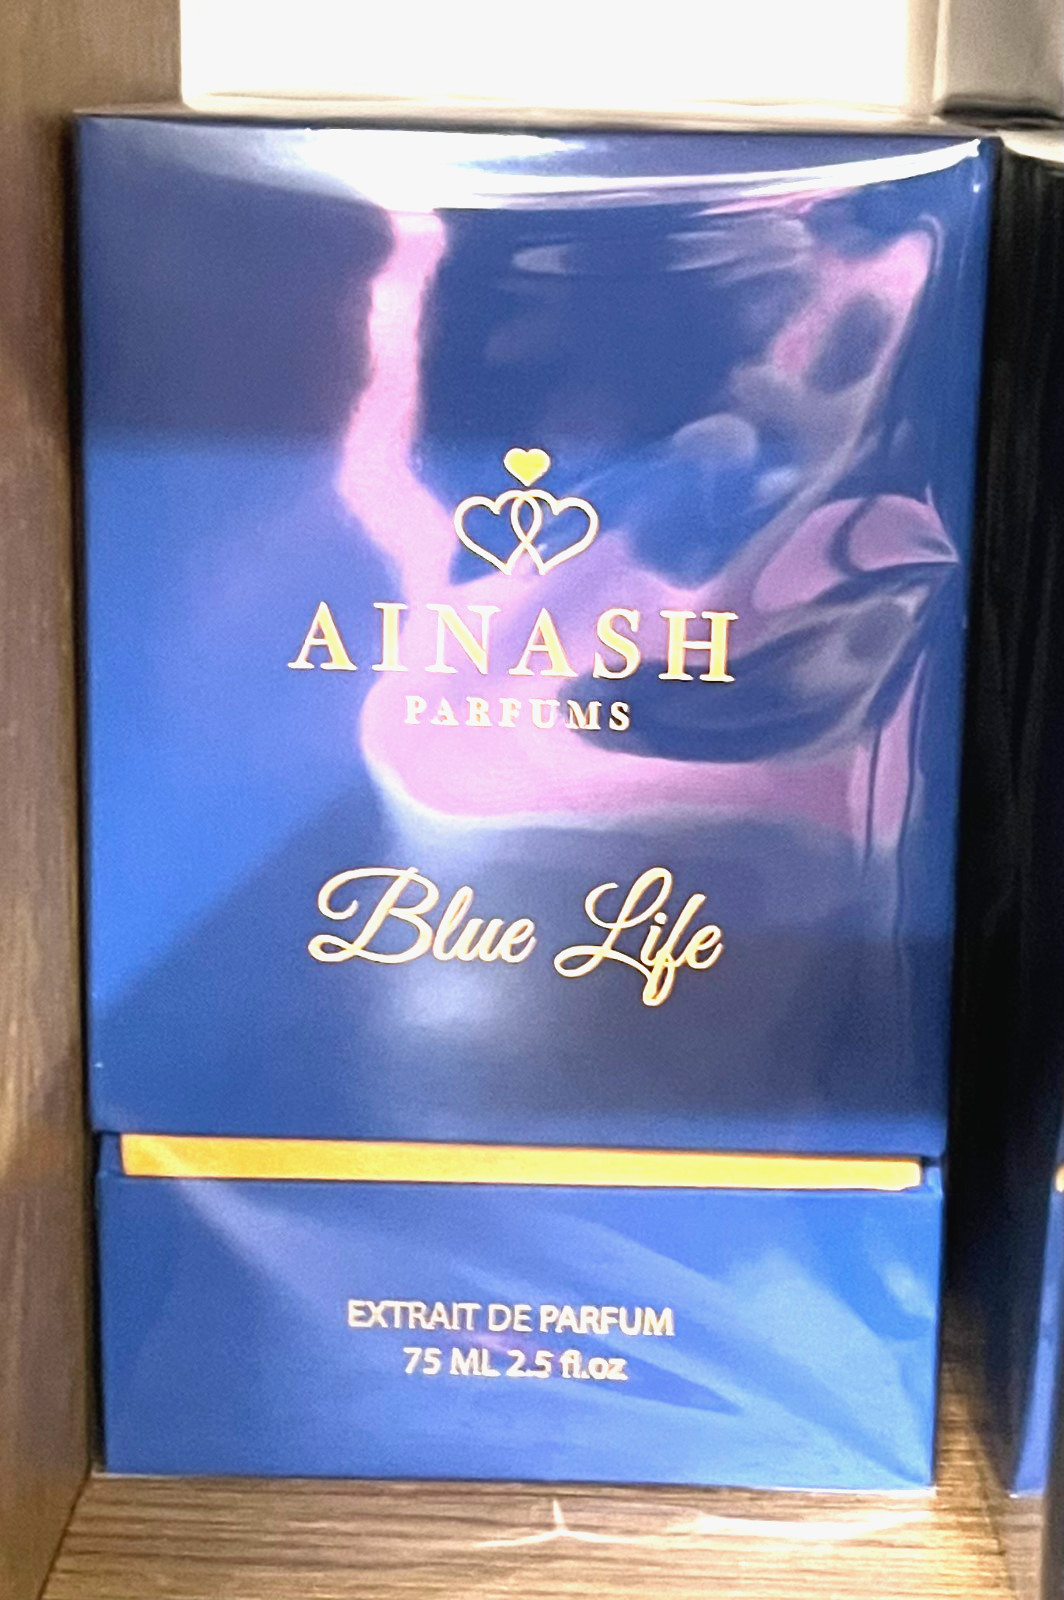 AINASH
PARFUMS
Blue Life
EXTRAIT DE PARFUM
75 ML 2.5 fl.oz